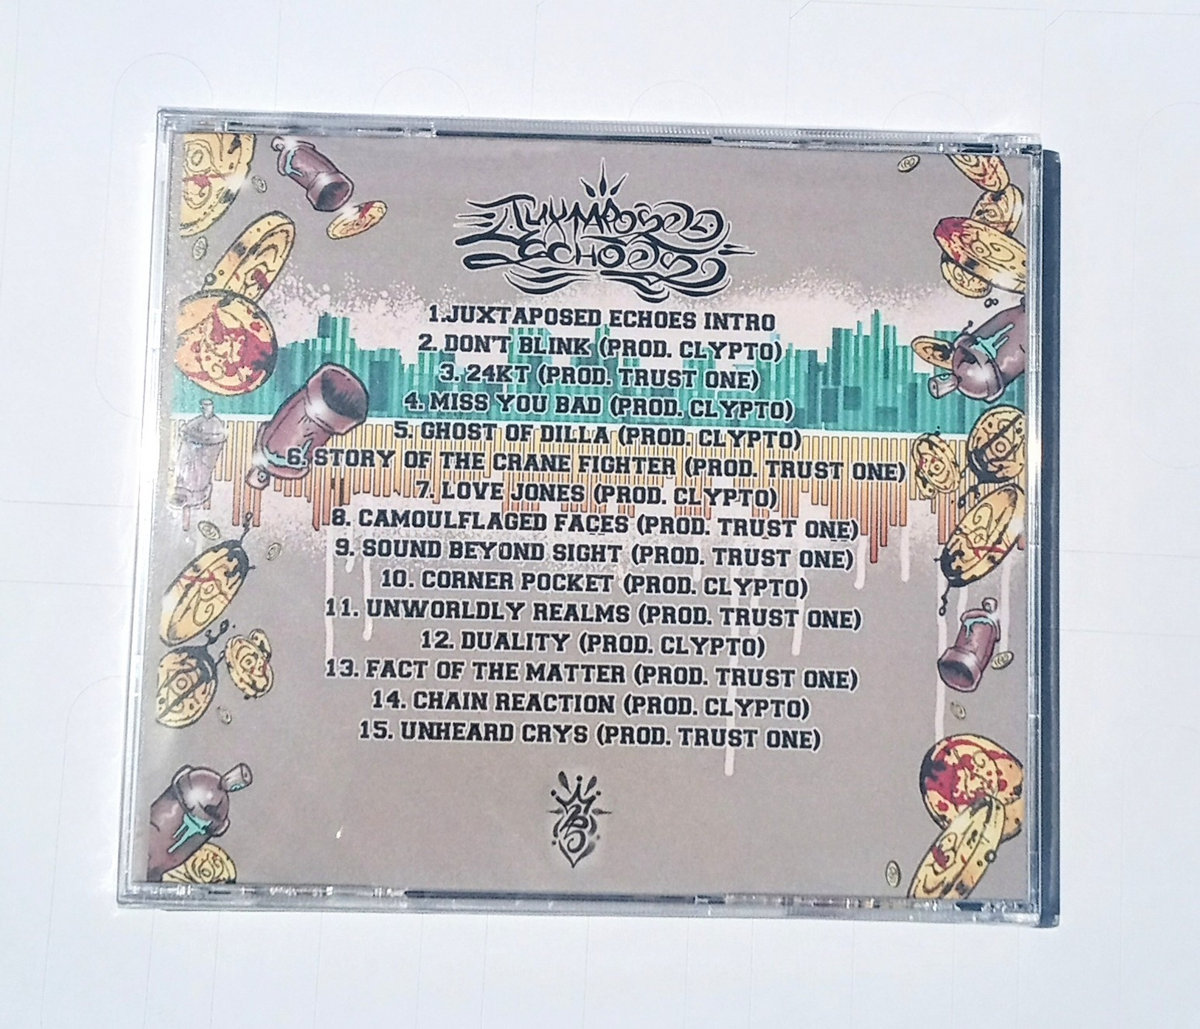 JUXTAPOSED
ECHOES
1.JUXTAPOSED ECHOES INTRO
2. DON'T BLINK (PROD. CLYPTO)
3. 24KT (PROD. TRUST ONE)
4. MISS YOU BAD (PROD. CLYPTO)
5. GHOST OF DILLA (PROD. CLYPTO)
6. STORY OF THE CRANE FIGHTER (PROD. TRUST ONE)
7. LOVE JONES (PROD. CLYPTO)
8. CAMOULFLAGED FACES (PROD. TRUST ONE)
9. SOUND BEYOND SIGHT (PROD. TRUST ONE)
10. CORNER POCKET (PROD. CLYPTO)
11. UNWORLDLY REALMS (PROD. TRUST ONE)
12. DUALITY (PROD. CLYPTO)
13. FACT OF THE MATTER (PROD. TRUST ONE)
14. CHAIN REACTION (PROD. CLYPTO)
15. UNHEARD CRYS (PROD. TRUST ONE)